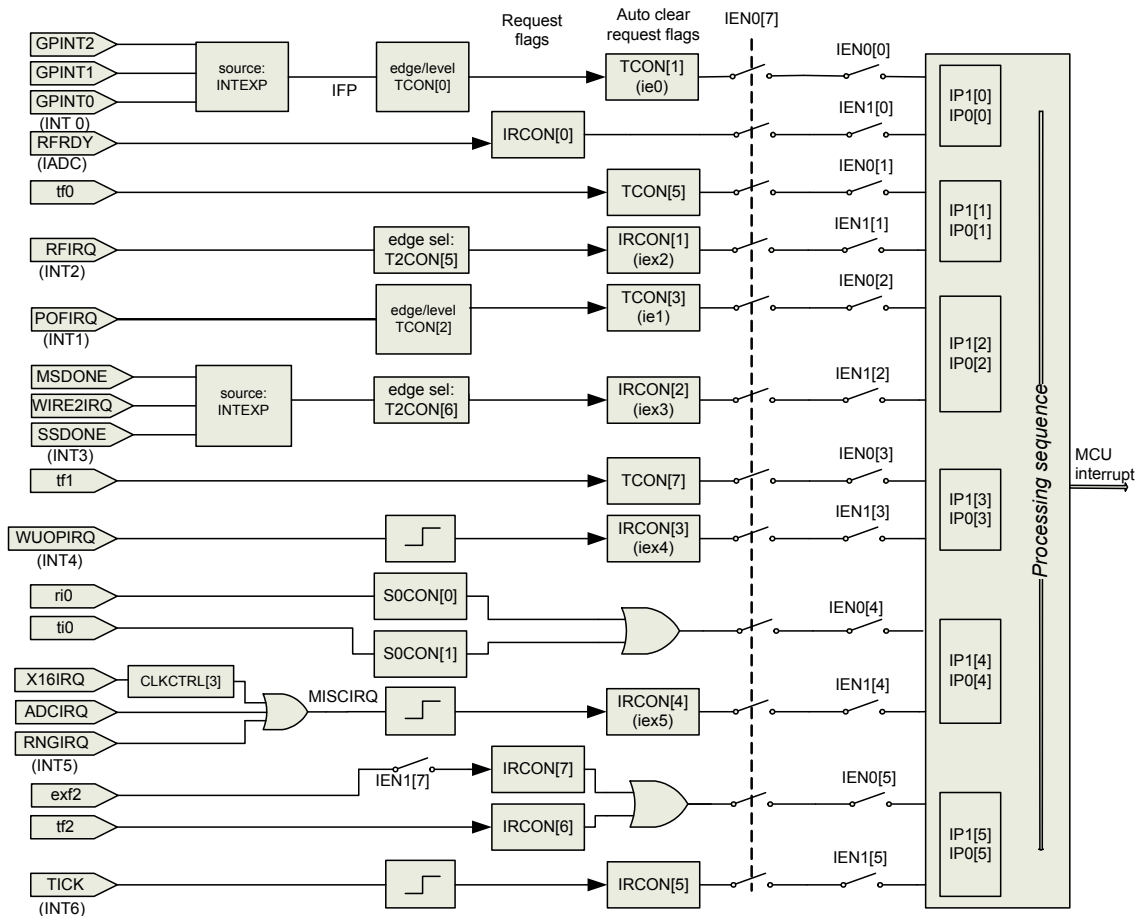 Request
flags
Auto clear
request flags
IEN0[7]
GPINT2
GPINT1
GPINT0
(INT 0)
source:
INTEXP
IFP
edge/level
TCON[0]
TCON[1]
(ie0)
IEN0[0]
IP1[0]
IP0[0]
RFRDY
(IADC)
IRCON[0]
IEN1[0]
tf0
TCON[5]
IEN0[1]
IP1[1]
IP0[1]
RFIRQ
(INT2)
edge sel:
T2CON[5]
IRCON[1]
(iex2)
IEN1[1]
POFIRQ
(INT1)
edge/level
TCON[2]
TCON[3]
(ie1)
IEN0[2]
IP1[2]
IP0[2]
MSDONE
WIRE2IRQ
SSDONE
(INT3)
source:
INTEXP
edge sel:
T2CON[6]
IRCON[2]
(iex3)
IEN1[2]
tf1
TCON[7]
IEN0[3]
IP1[3]
IP0[3]
Processing sequence
MCU
interrupt
WUOPIRQ
(INT4)
IRCON[3]
(iex4)
IEN1[3]
ri0
ti0
S0CON[0]
S0CON[1]
IEN0[4]
IP1[4]
IP0[4]
X16IRQ
CLKCTRL[3]
ADCIRQ
RNGIRQ
(INT5)
MISCIRQ
IRCON[4]
(iex5)
IEN1[4]
exf2
IEN1[7]
IRCON[7]
IEN0[5]
tf2
IRCON[6]
IP1[5]
IP0[5]
TICK
(INT6)
IRCON[5]
IEN1[5]